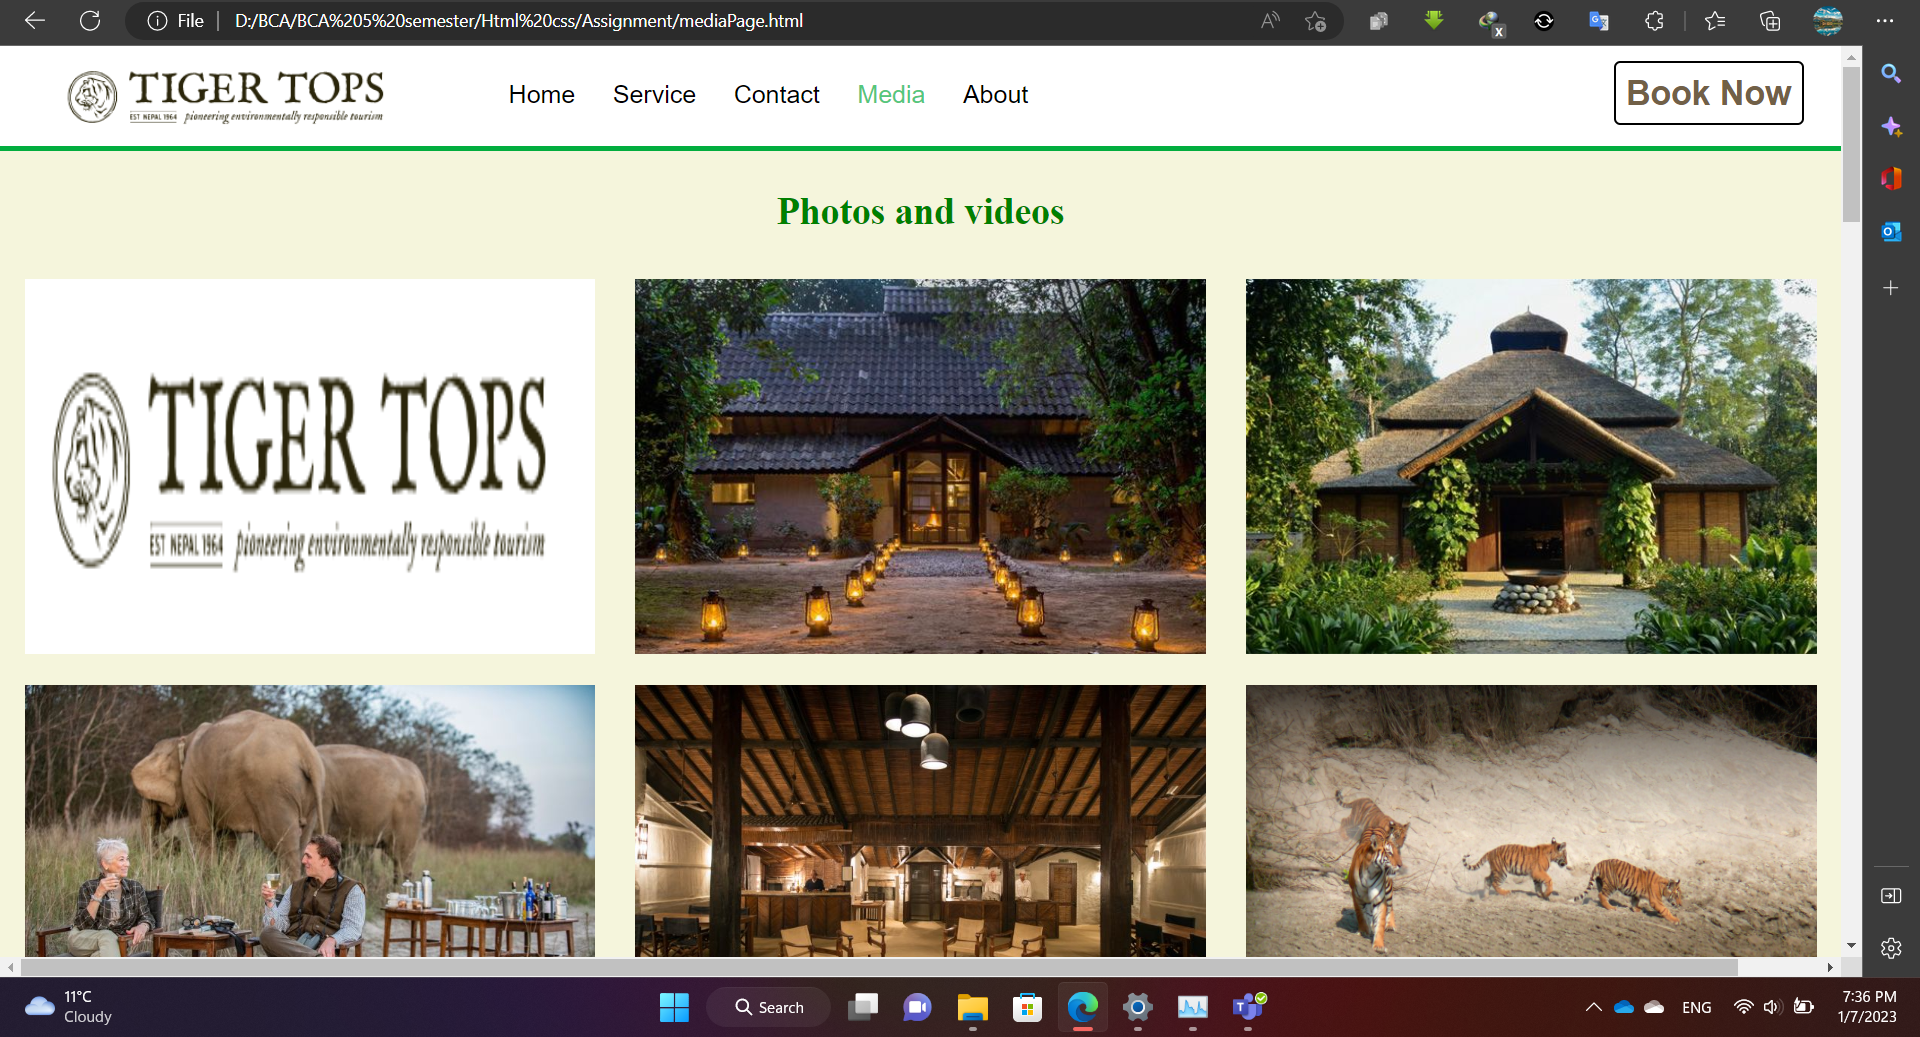 File
D:/BCA/BCA%205%20semester/Html%20css/Assignment/mediaPage.html
TIGER TOPS
EST NEPAL 1964 pioneering environmentally responsible tourism
Home Service Contact Media About
Book Now
Photos and videos
TIGER TOPS
EST NEPAL 1964 pioneering environmentally responsible tourism
11°C
Cloudy
Search
ENG
7:36 PM
1/7/2023